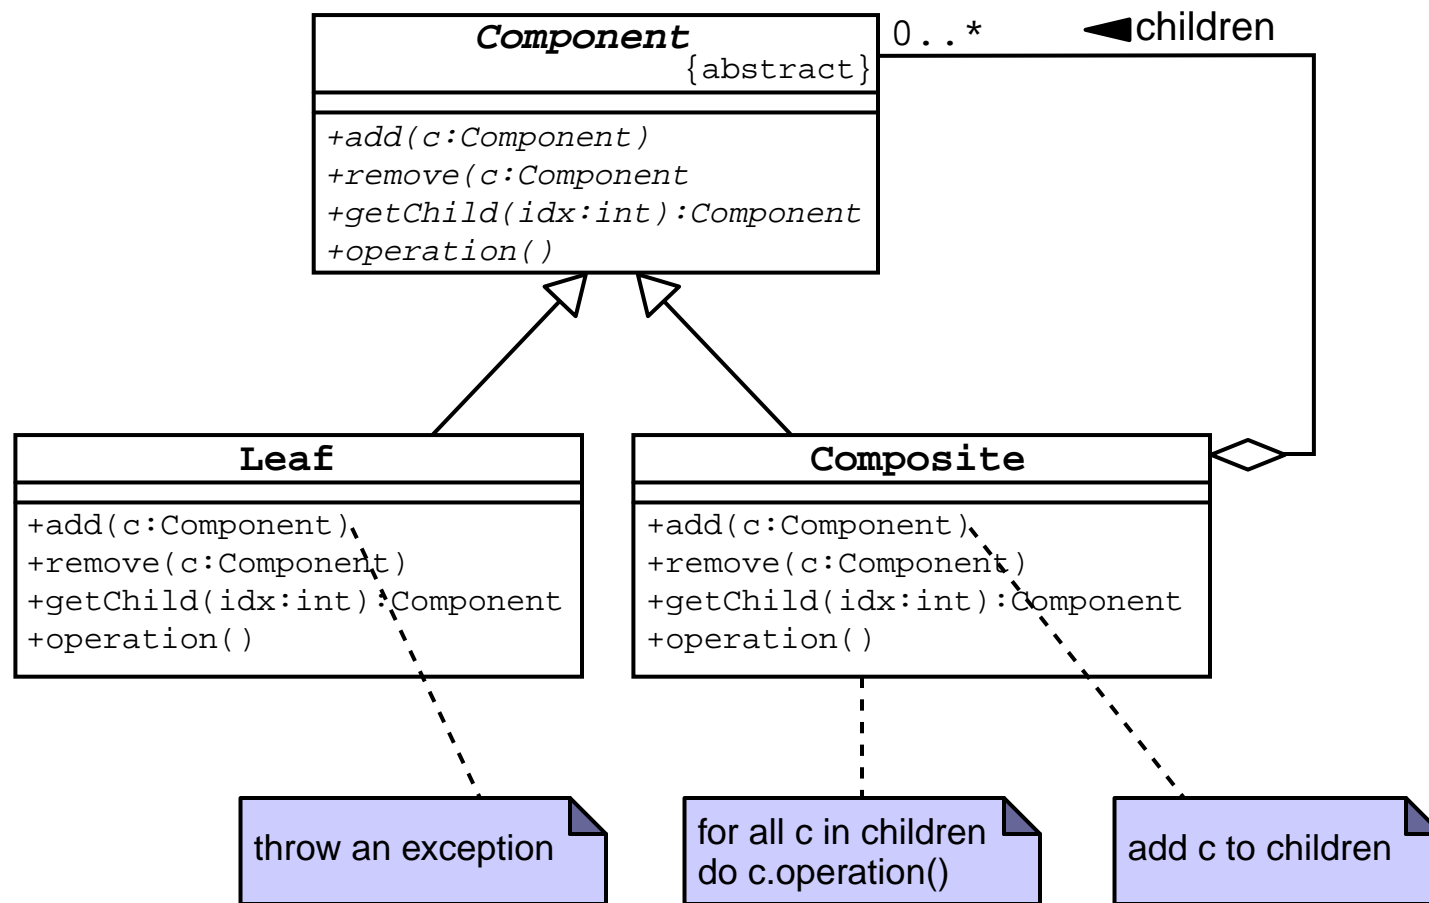 Component
{abstract}
0..*
children
+add(c:Component)
+remove(c:Component
+getChild(idx:int):Component
+operation()
Leaf
+add(c:Component)
+remove(c:Component)
+getChild(idx:int):Component
+operation()
Composite
+add(c:Component)
+remove(c:Component)
+getChild(idx:int):Component
+operation()
throw an exception
for all c in children
do c.operation()
add c to children